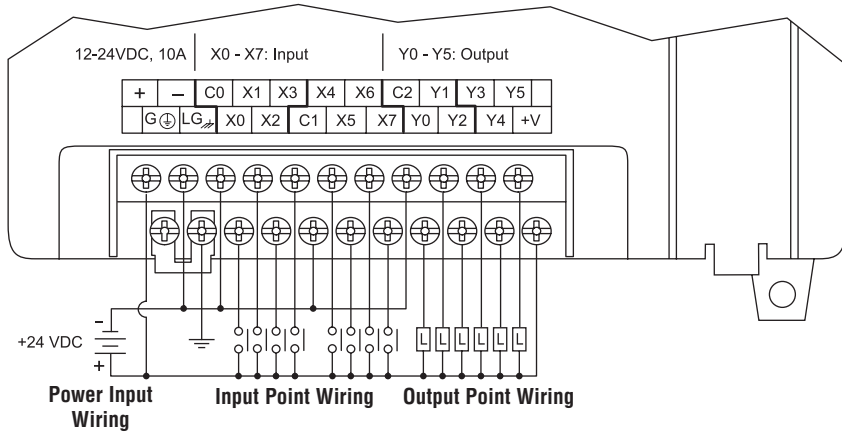 12-24VDC, 10A X0 - X7: Input Y0 - Y5: Output
+ – C0 X1 X3 X4 X6 C2 Y1 Y3 Y5
G LG X0 X2 C1 X5 X7 Y0 Y2 Y4 +V
-
+24 VDC
+
L L L L L L
Power Input
Wiring
Input Point Wiring
Output Point Wiring